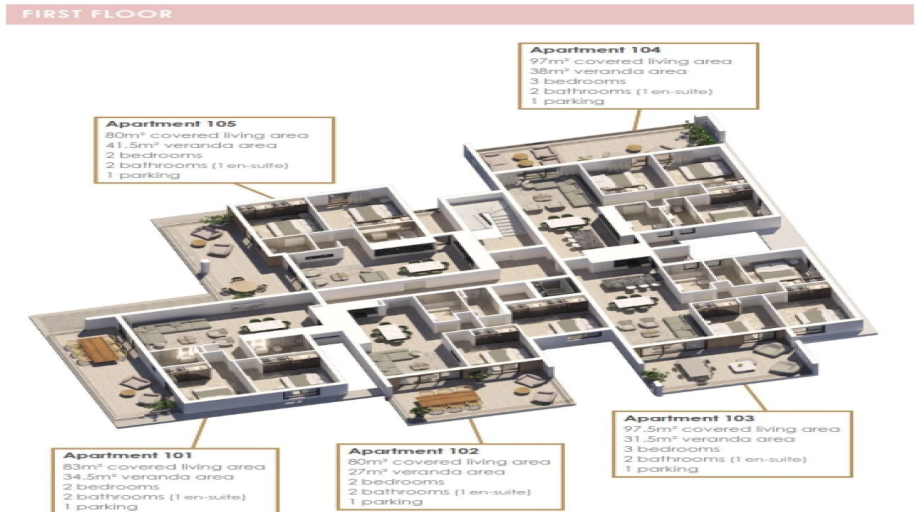 FIRST FLOOR
Apartment 104
97m² covered living area
38m² veranda area
3 bedrooms
2 bathrooms (1 en-suite)
1 parking
Apartment 105
80m² covered living area
41.5m² veranda area
2 bedrooms
2 bathrooms (1 en-suite)
1 parking
Apartment 103
97.5m² covered living area
31.5m² veranda area
3 bedrooms
2 bathrooms (1 en-suite)
1 parking
Apartment 101
83m² covered living area
34.5m² veranda area
2 bedrooms
2 bathrooms (1 en-suite)
1 parking
Apartment 102
80m² covered living area
27m² veranda area
2 bedrooms
2 bathrooms (1 en-suite)
1 parking